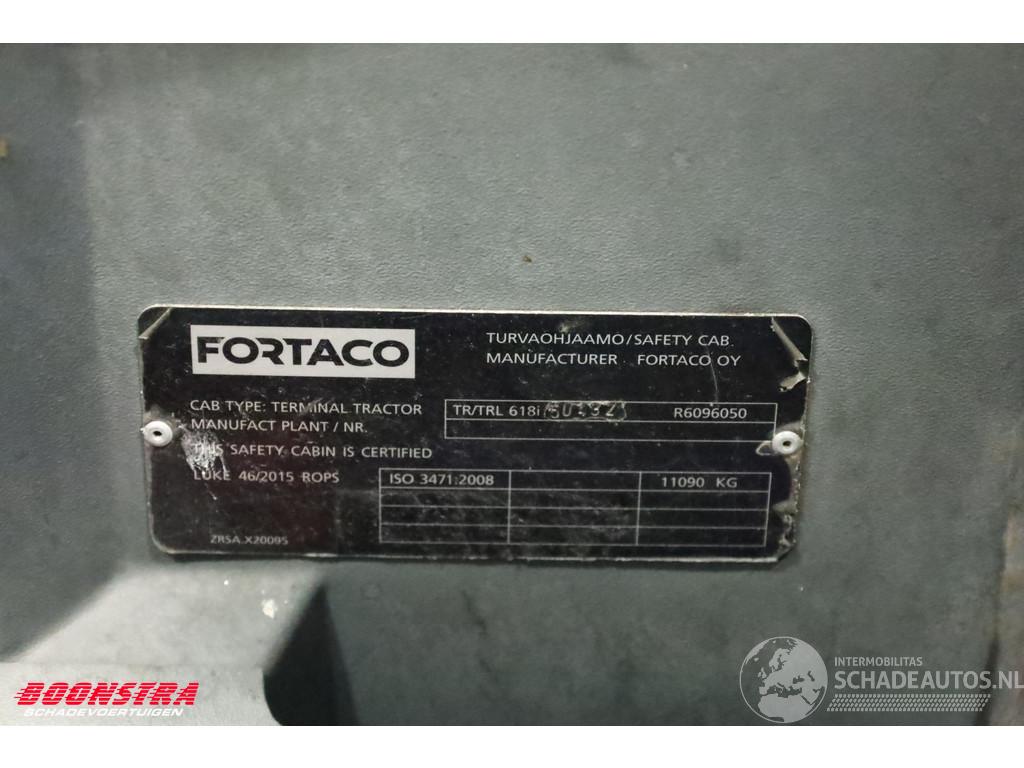 FORTACO
TURVAOHJAAMO/SAFETY CAB.
MANUFACTURER FORTACO OY
CAB TYPE: TERMINAL TRACTOR
TR/TRL 618i R6096050
MANUFACT PLANT / NR.
THIS SAFETY CABIN IS CERTIFIED
LUKE 46/2015 ROPS
ISO 3471:2008 11090 KG
ZRSA.X20095
BOONSTRA
SCHADEVOERTUIGEN
INTERMOBILITAS
SCHADEAUTOS.NL